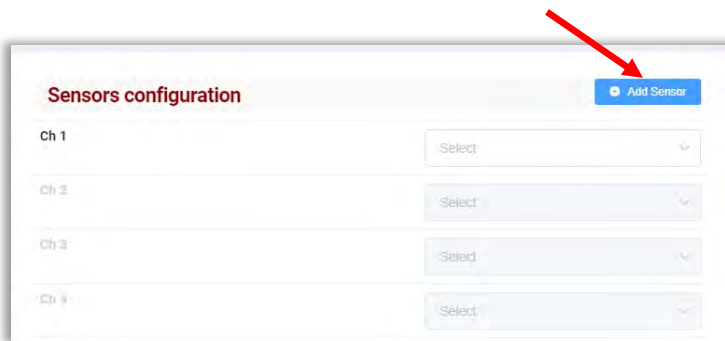 Sensors configuration
Add Sensor
Ch 1
Select
Ch 2
Select
Ch 3
Select
Ch 4
Select